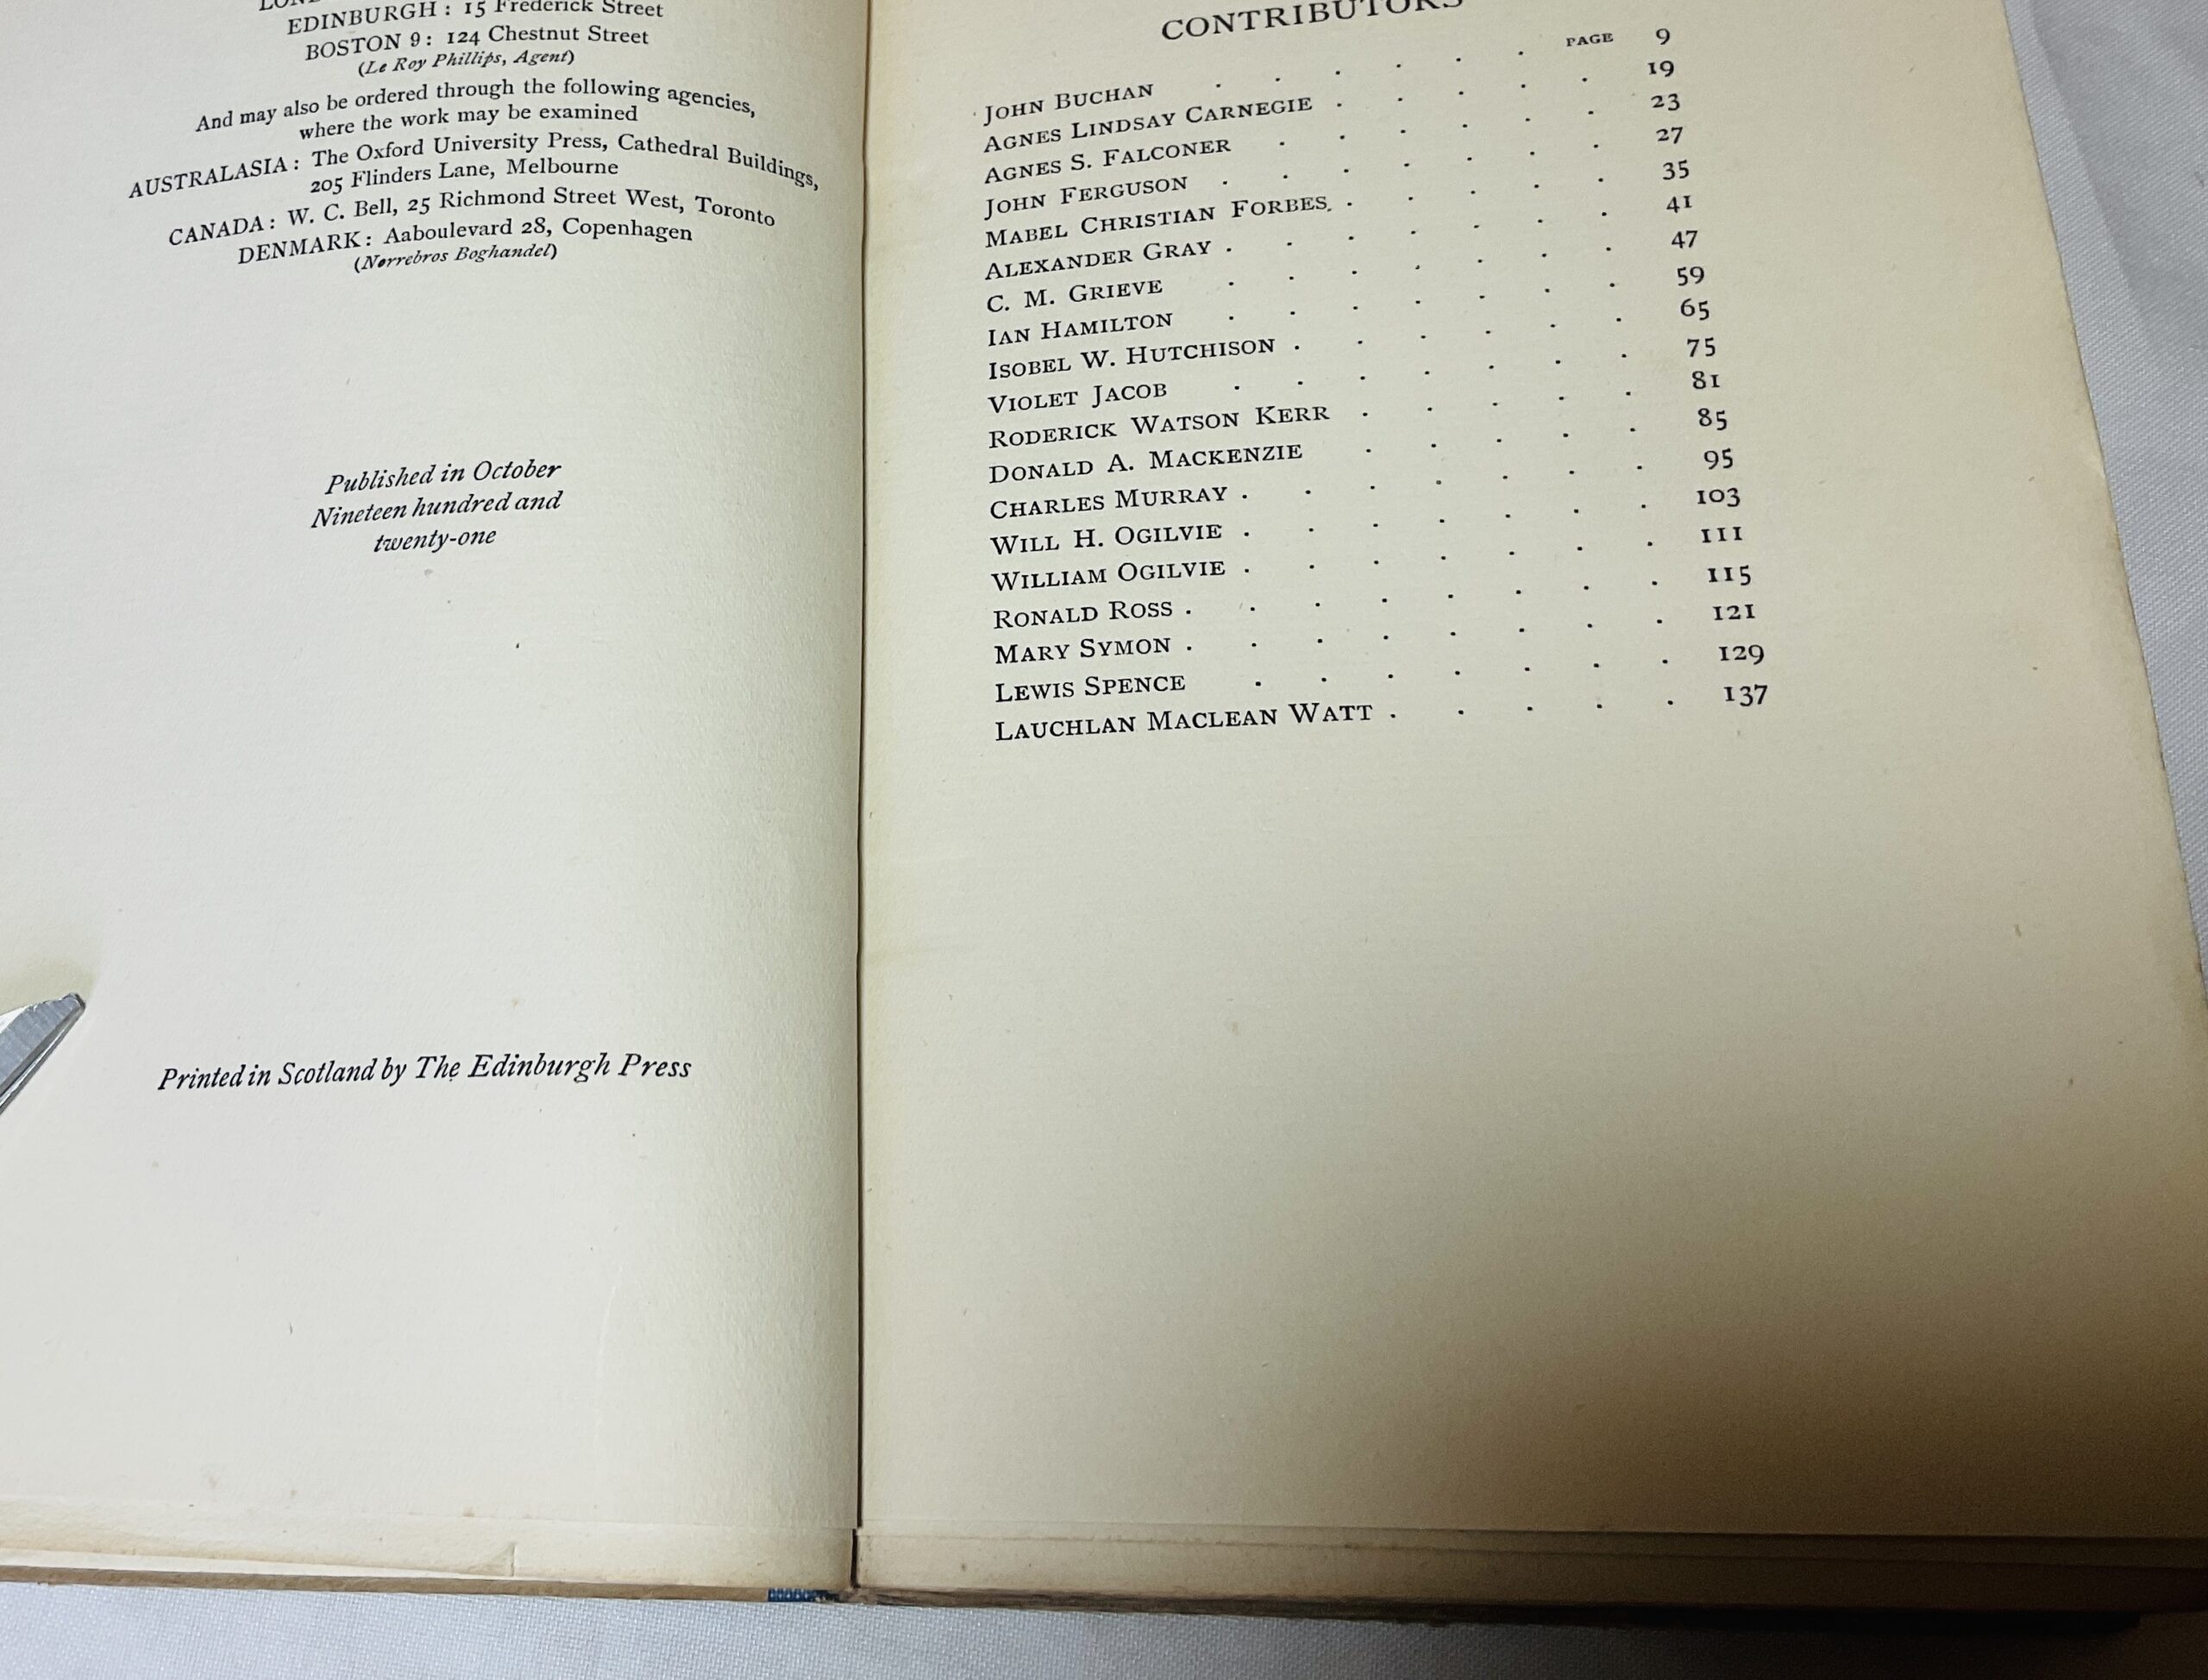 EDINBURGH: 15 Frederick Street
BOSTON 9: 124 Chestnut Street
(Le Roy Phillips, Agent)
And may also be ordered through the following agencies,
where the work may be examined
AUSTRALASIA: The Oxford University Press, Cathedral Buildings,
205 Flinders Lane, Melbourne
CANADA: W. C. Bell, 25 Richmond Street West, Toronto
DENMARK: Aaboulevard 28, Copenhagen
(Nørrebros Boghandel)
Published in October
Nineteen hundred and
twenty-one
Printed in Scotland by The Edinburgh Press
CONTRIBUTORS
PAGE
JOHN BUCHAN . . . . . . 9
AGNES LINDSAY CARNEGIE . . . . . 19
AGNES S. FALCONER . . . . . . 23
JOHN FERGUSON . . . . . . . 27
MABEL CHRISTIAN FORBES . . . . . 35
ALEXANDER GRAY . . . . . . . 41
C. M. GRIEVE . . . . . . . 47
IAN HAMILTON . . . . . . . 59
ISOBEL W. HUTCHISON . . . . . . 65
VIOLET JACOB . . . . . . . 75
RODERICK WATSON KERR . . . . . 81
DONALD A. MACKENZIE . . . . . 85
CHARLES MURRAY . . . . . . . 95
WILL H. OGILVIE . . . . . . . 103
WILLIAM OGILVIE . . . . . . . 111
RONALD ROSS . . . . . . . . 115
MARY SYMON . . . . . . . . 121
LEWIS SPENCE . . . . . . . 129
LAUCHLAN MACLEAN WATT . . . . . 137